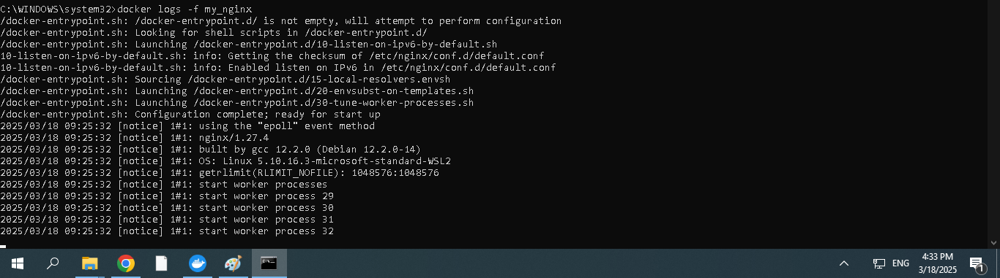 C:\WINDOWS\system32>docker logs -f my_nginx
/docker-entrypoint.sh: /docker-entrypoint.d/ is not empty, will attempt to perform configuration
/docker-entrypoint.sh: Looking for shell scripts in /docker-entrypoint.d/
/docker-entrypoint.sh: Launching /docker-entrypoint.d/10-listen-on-ipv6-by-default.sh
10-listen-on-ipv6-by-default.sh: info: Getting the checksum of /etc/nginx/conf.d/default.conf
10-listen-on-ipv6-by-default.sh: info: Enabled listen on IPv6 in /etc/nginx/conf.d/default.conf
/docker-entrypoint.sh: Sourcing /docker-entrypoint.d/15-local-resolvers.envsh
/docker-entrypoint.sh: Launching /docker-entrypoint.d/20-envsubst-on-templates.sh
/docker-entrypoint.sh: Launching /docker-entrypoint.d/30-tune-worker-processes.sh
/docker-entrypoint.sh: Configuration complete; ready for start up
2025/03/18 09:25:32 [notice] 1#1: using the "epoll" event method
2025/03/18 09:25:32 [notice] 1#1: nginx/1.27.4
2025/03/18 09:25:32 [notice] 1#1: built by gcc 12.2.0 (Debian 12.2.0-14)
2025/03/18 09:25:32 [notice] 1#1: OS: Linux 5.10.16.3-microsoft-standard-WSL2
2025/03/18 09:25:32 [notice] 1#1: getrlimit(RLIMIT_NOFILE): 1048576:1048576
2025/03/18 09:25:32 [notice] 1#1: start worker processes
2025/03/18 09:25:32 [notice] 1#1: start worker process 29
2025/03/18 09:25:32 [notice] 1#1: start worker process 30
2025/03/18 09:25:32 [notice] 1#1: start worker process 31
2025/03/18 09:25:32 [notice] 1#1: start worker process 32
ENG
4:33 PM
3/18/2025
1